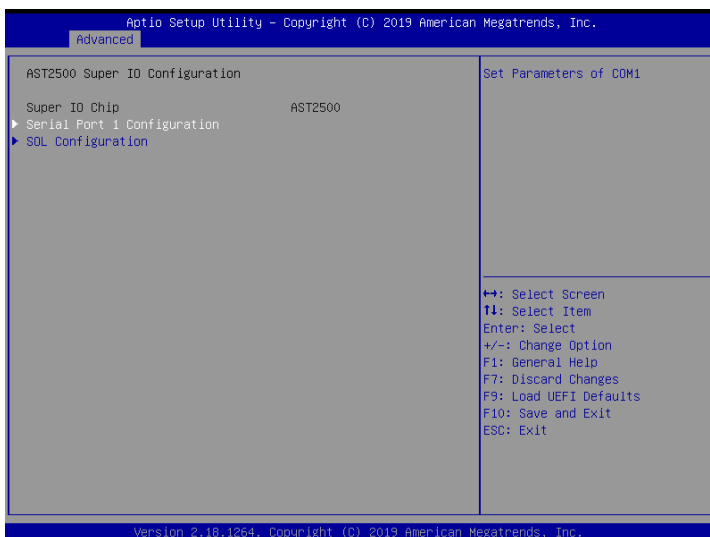 Aptio Setup Utility – Copyright (C) 2019 American Megatrends, Inc.
Advanced
AST2500 Super IO Configuration
Super IO Chip AST2500
Serial Port 1 Configuration
SOL Configuration
Set Parameters of COM1
↔: Select Screen
↑↓: Select Item
Enter: Select
+/-: Change Option
F1: General Help
F7: Discard Changes
F9: Load UEFI Defaults
F10: Save and Exit
ESC: Exit
Version 2.18.1264. Copyright (C) 2019 American Megatrends, Inc.